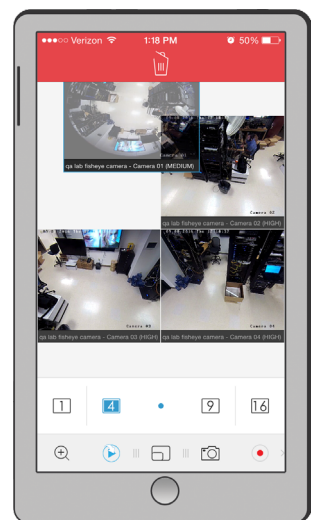 Verizon 1:18 PM 50%
qa lab fisheye camera - Camera 01 (MEDIUM)
Camera 02
qa lab fisheye camera - Camera 02 (HIGH)
Camera 03
Camera 04
qa lab fisheye camera - Camera 03 (HIGH)
qa lab fisheye camera - Camera 04 (HIGH)
1 4 9 16